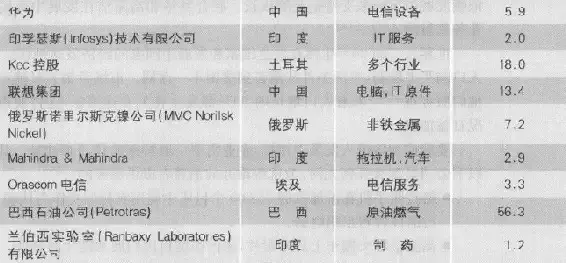 华为 中国 电信设备 5.9
印孚瑟斯(Infosys)技术有限公司 印度 IT服务 2.0
Koc控股 土耳其 多个行业 18.0
联想集团 中国 电脑,IT原件 13.4
俄罗斯诺里尔斯克镍公司(MVC Norilsk
Nickel) 俄罗斯 非铁金属 7.2
Mahindra & Mahindra 印度 拖拉机,汽车 2.9
Orascom电信 埃及 电信服务 3.3
巴西石油公司(Petrotras) 巴西 原油燃气 56.3
兰伯西实验室(Ranbaxy Laboratories)
有限公司 印度 制药 1.2